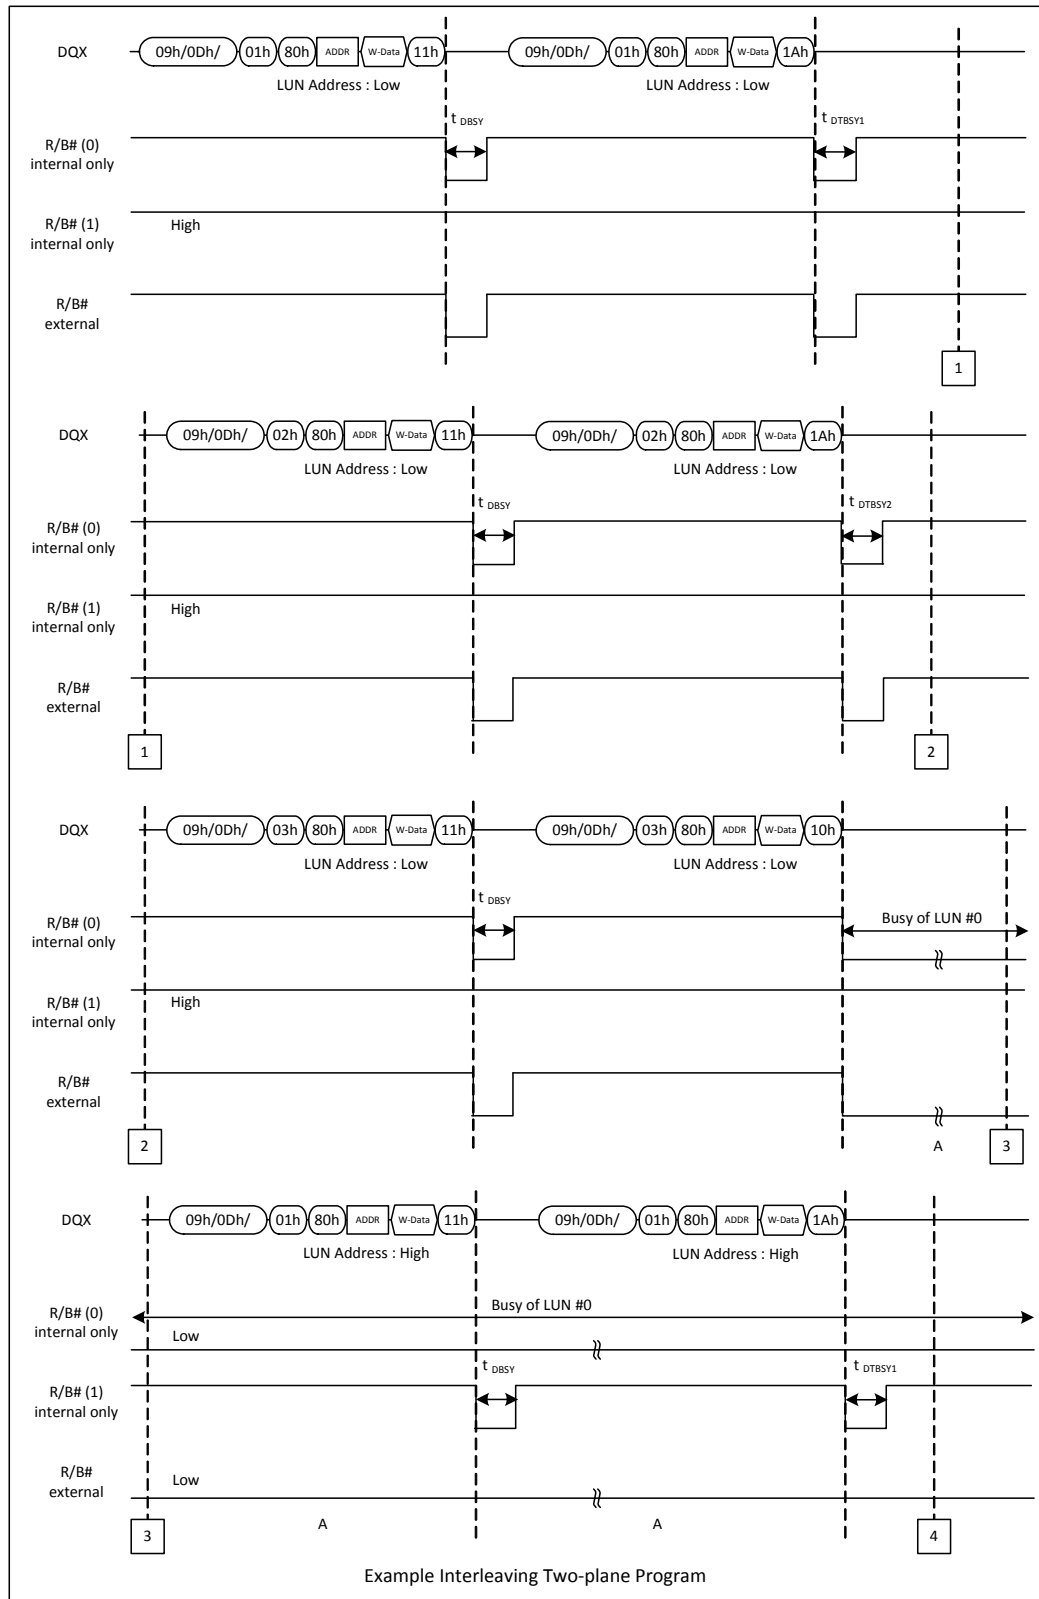 DQX 09h/0Dh/ 01h 80h ADDR W-Data 11h 09h/0Dh/ 01h 80h ADDR W-Data 1Ah
LUN Address : Low LUN Address : Low
t DBSY t DTBSY1
R/B# (0)
internal only
R/B# (1)
internal only
High
R/B#
external
1
DQX 09h/0Dh/ 02h 80h ADDR W-Data 11h 09h/0Dh/ 02h 80h ADDR W-Data 1Ah
LUN Address : Low LUN Address : Low
t DBSY t DTBSY2
R/B# (0)
internal only
R/B# (1)
internal only
High
R/B#
external
1 2
DQX 09h/0Dh/ 03h 80h ADDR W-Data 11h 09h/0Dh/ 03h 80h ADDR W-Data 10h
LUN Address : Low LUN Address : Low
t DBSY
R/B# (0)
internal only
Busy of LUN #0
R/B# (1)
internal only
High
R/B#
external
2 A 3
DQX 09h/0Dh/ 01h 80h ADDR W-Data 11h 09h/0Dh/ 01h 80h ADDR W-Data 1Ah
LUN Address : High LUN Address : High
R/B# (0)
internal only
Busy of LUN #0
Low
t DBSY t DTBSY1
R/B# (1)
internal only
R/B#
external
Low
3 A A 4
Example Interleaving Two-plane Program